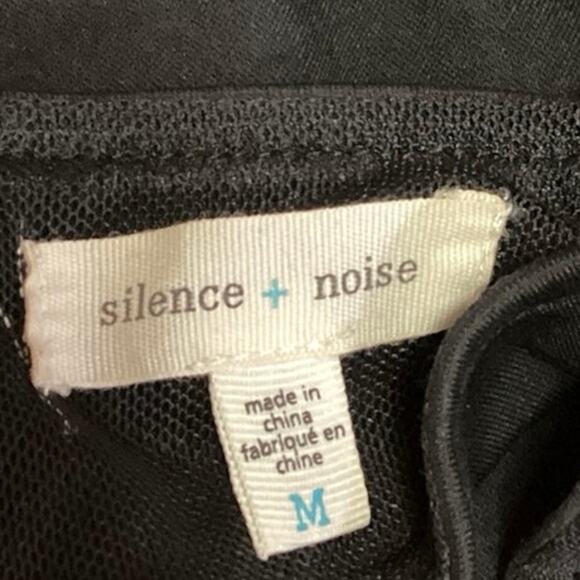 silence + noise
made in
china
fabriqué en
chine
M